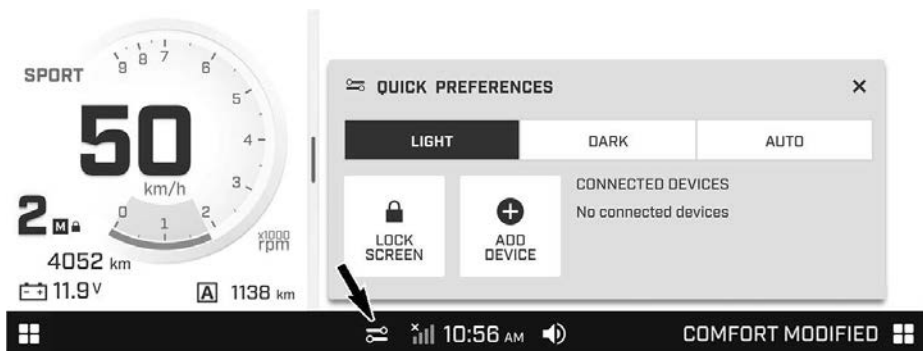 SPORT
9 8 7 6
5
4
3
50
km/h
0 1 2
2 M
x1000
rpm
4052 km
11.9 V
A 1138 km
QUICK PREFERENCES
LIGHT DARK AUTO
LOCK
SCREEN
ADD
DEVICE
CONNECTED DEVICES
No connected devices
10:56 AM
COMFORT MODIFIED